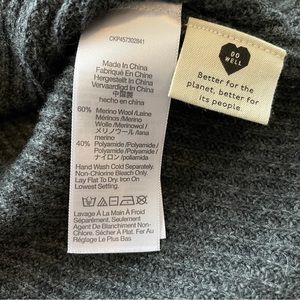 CKP457302841
Made In China
Fabriqué En Chine
Hergestellt In China
Vervaardigd In China
中国製
hecho en china
60% Merino Wool /Laine
Mérinos /Merino
Wolle /Merinowol /
メリノウール /lana
merino
40% Polyamide /Polyamide /
Polyamide /Polyamide /
ナイロン /poliamida
Hand Wash Cold Separately.
Non-Chlorine Bleach Only.
Lay Flat To Dry. Iron On
Lowest Setting.
Lavage À La Main À Froid
Séparément. Seulement
Agent De Blanchiment Non-
Chloré. Sécher À Plat. Fer Au
Réglage Le Plus Bas
DO
WELL
Better for the
planet, better for
its people.